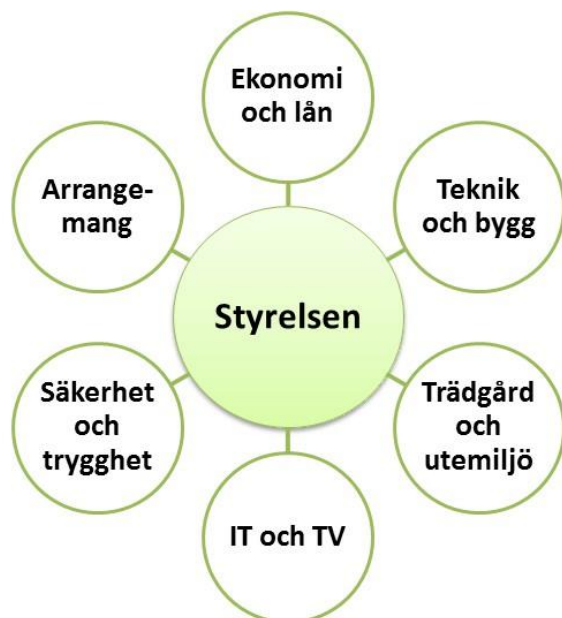 Ekonomi
och lån
Arrange-
mang
Teknik
och bygg
Styrelsen
Säkerhet
och
trygghet
Trädgård
och
utemiljö
IT och TV